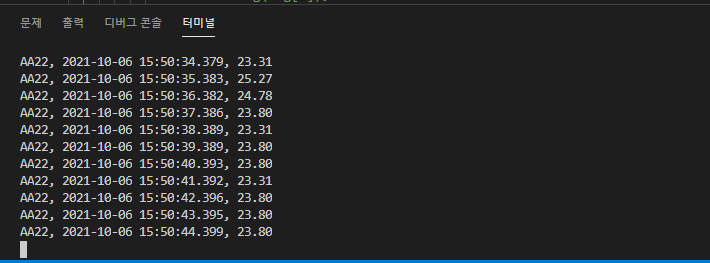 문제 출력 디버그 콘솔 터미널
AA22, 2021-10-06 15:50:34.379, 23.31
AA22, 2021-10-06 15:50:35.383, 25.27
AA22, 2021-10-06 15:50:36.382, 24.78
AA22, 2021-10-06 15:50:37.386, 23.80
AA22, 2021-10-06 15:50:38.389, 23.31
AA22, 2021-10-06 15:50:39.389, 23.80
AA22, 2021-10-06 15:50:40.393, 23.80
AA22, 2021-10-06 15:50:41.392, 23.31
AA22, 2021-10-06 15:50:42.396, 23.80
AA22, 2021-10-06 15:50:43.395, 23.80
AA22, 2021-10-06 15:50:44.399, 23.80